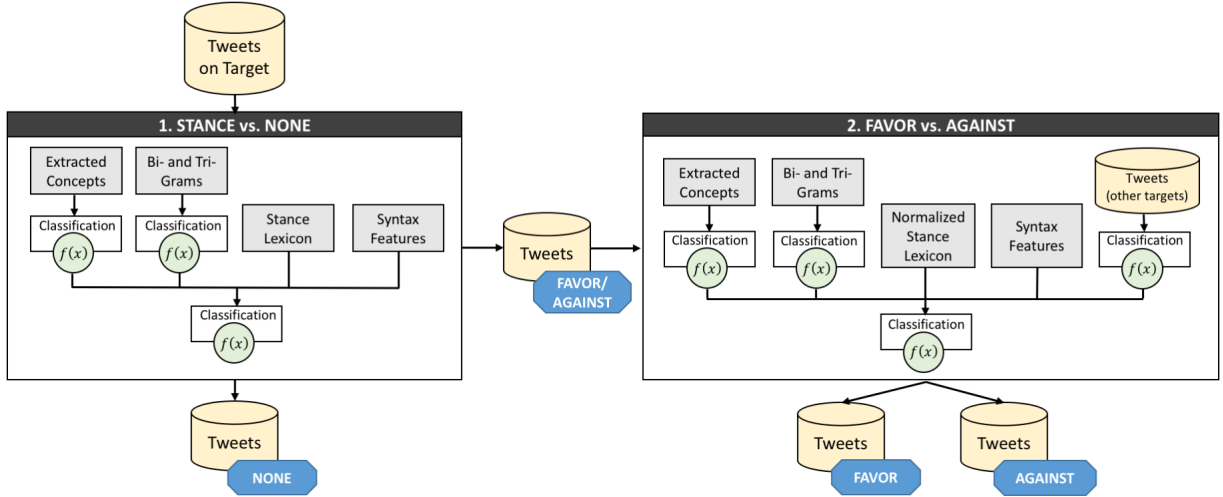 Tweets
on Target
1. STANCE vs. NONE
Extracted
Concepts
Bi- and Tri-
Grams
Classification
f(x)
Classification
f(x)
Stance
Lexicon
Syntax
Features
Classification
f(x)
Tweets
NONE
Tweets
FAVOR/
AGAINST
2. FAVOR vs. AGAINST
Extracted
Concepts
Bi- and Tri-
Grams
Tweets
(other targets)
Classification
f(x)
Classification
f(x)
Normalized
Stance
Lexicon
Syntax
Features
Classification
f(x)
Classification
f(x)
Tweets
FAVOR
Tweets
AGAINST